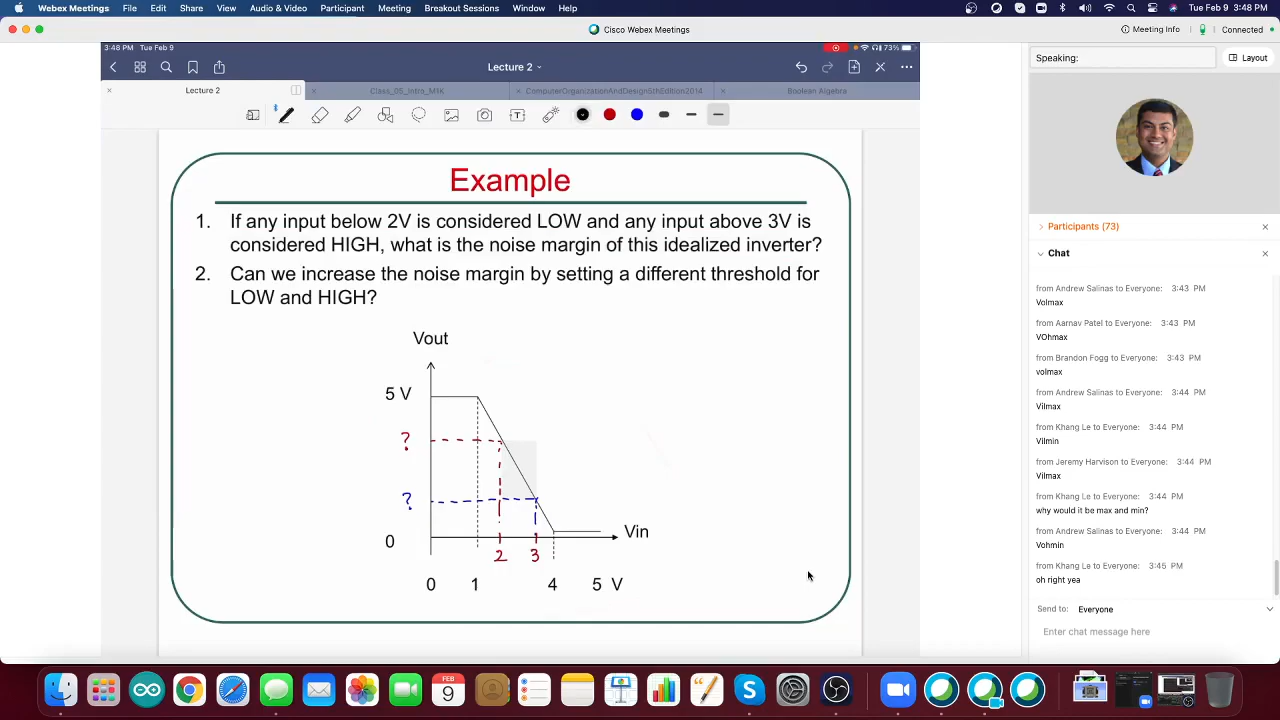 Webex Meetings File Edit Share View Audio & Video Participant Meeting Breakout Sessions Window Help Tue Feb 9 3:48 PM
Cisco Webex Meetings
Meeting Info Connected
3:48 PM Tue Feb 9 73%
Lecture 2
Lecture 2 Class_05_Intro_M1K ComputerOrganizationAndDesign5thEdition2014 Boolean Algebra
Example
1. If any input below 2V is considered LOW and any input above 3V is
considered HIGH, what is the noise margin of this idealized inverter?
2. Can we increase the noise margin by setting a different threshold for
LOW and HIGH?
Vout
5 V
?
?
0
Vin
2 3
0 1 4 5 V
Speaking:
Layout
Participants (73)
Chat
from Andrew Salinas to Everyone: 3:43 PM
Volmax
from Aarnav Patel to Everyone: 3:43 PM
VOhmax
from Brandon Fogg to Everyone: 3:43 PM
volmax
from Andrew Salinas to Everyone: 3:44 PM
Vilmax
from Khang Le to Everyone: 3:44 PM
Vilmin
from Jeremy Harvison to Everyone: 3:44 PM
Vilmax
from Khang Le to Everyone: 3:44 PM
why would it be max and min?
from Andrew Salinas to Everyone: 3:44 PM
Vohmin
from Khang Le to Everyone: 3:45 PM
oh right yea
Send to: Everyone
Enter chat message here
FEB
9